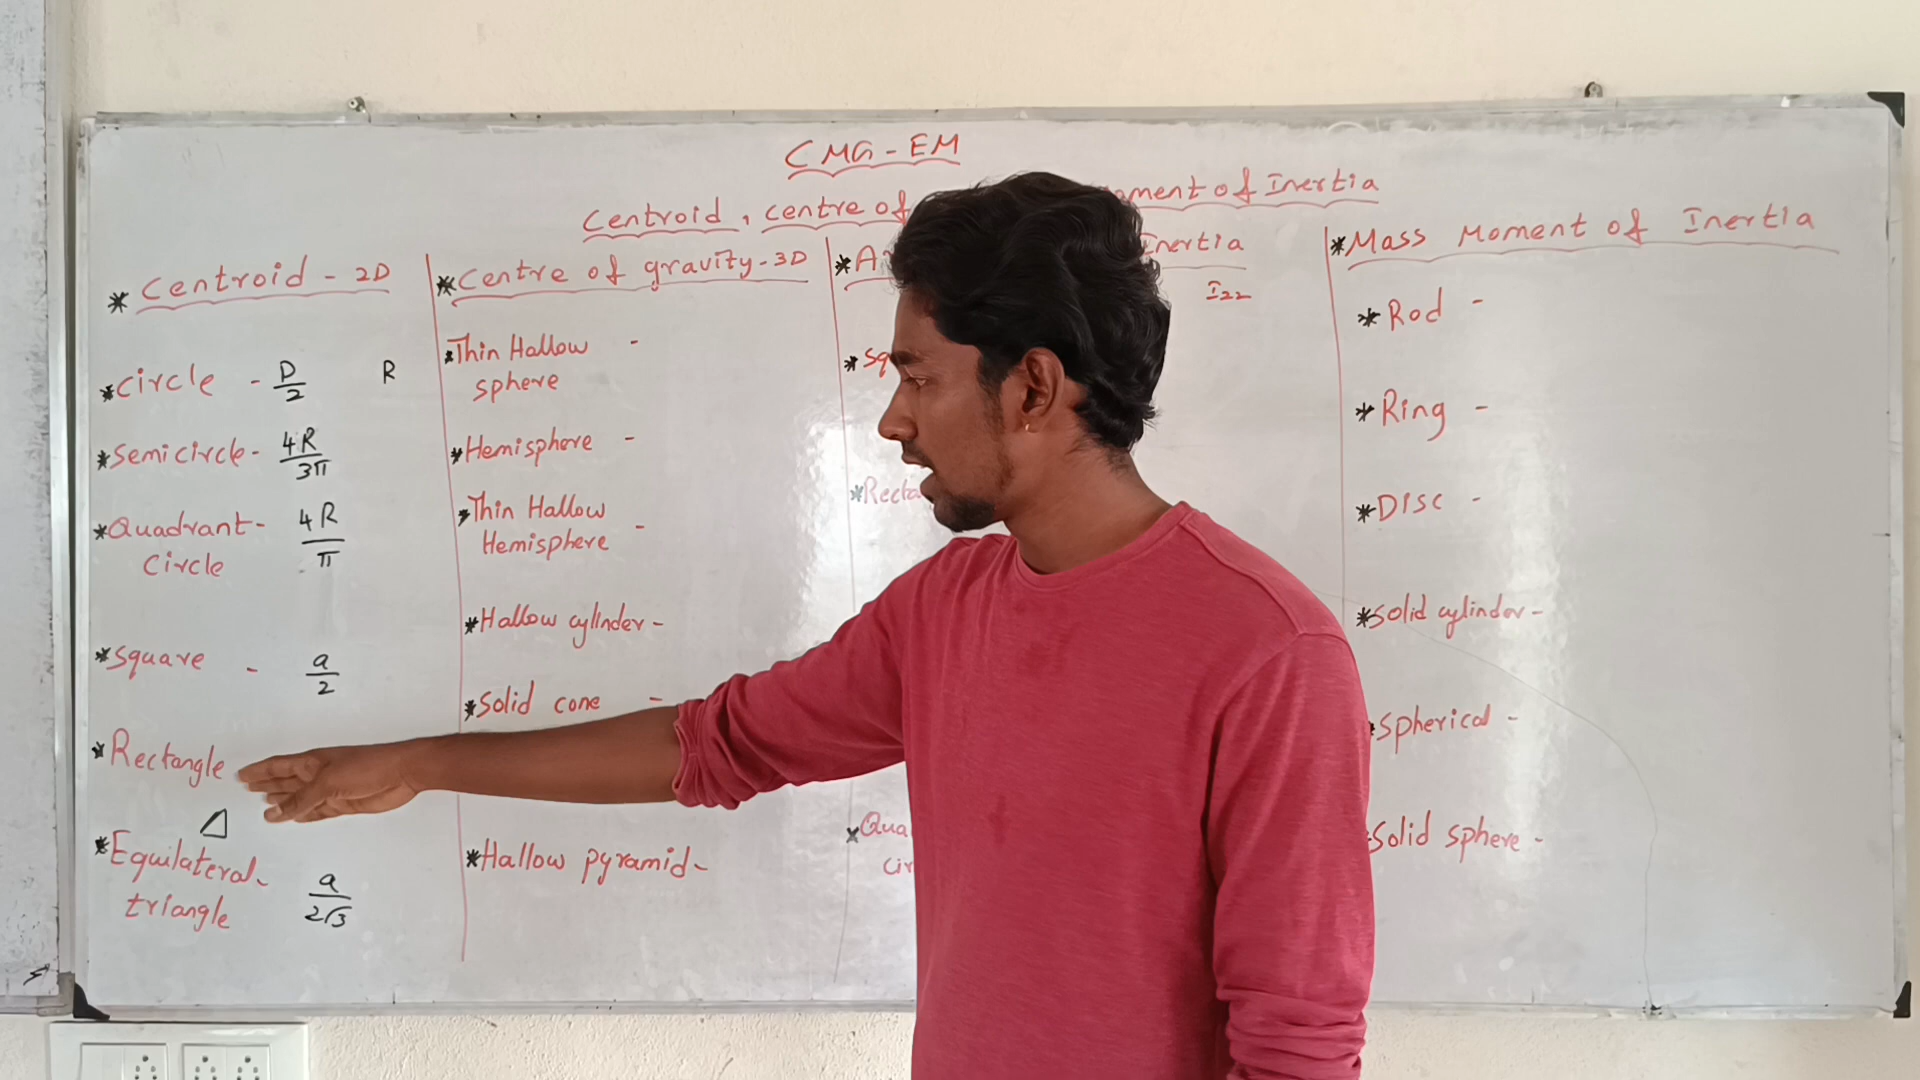 CMG - EM
Centroid, centre of
oment of Inertia
* Centroid - 2D
* circle - D/2 R
* Semicircle - 4R/3π
* Quadrant - 4R/π
circle
* square - a/2
* Rectangle
* Equilateral -
triangle a/2√3
* Centre of gravity - 3D
* Thin Hallow -
sphere
* Hemisphere -
* Thin Hallow
Hemisphere -
* Hallow cylinder -
* Solid cone -
* Hallow pyramid -
Inertia
I22
* Mass Moment of Inertia
* Rod -
* Ring -
* DISC -
* Solid cylinder -
* Spherical -
Solid sphere -